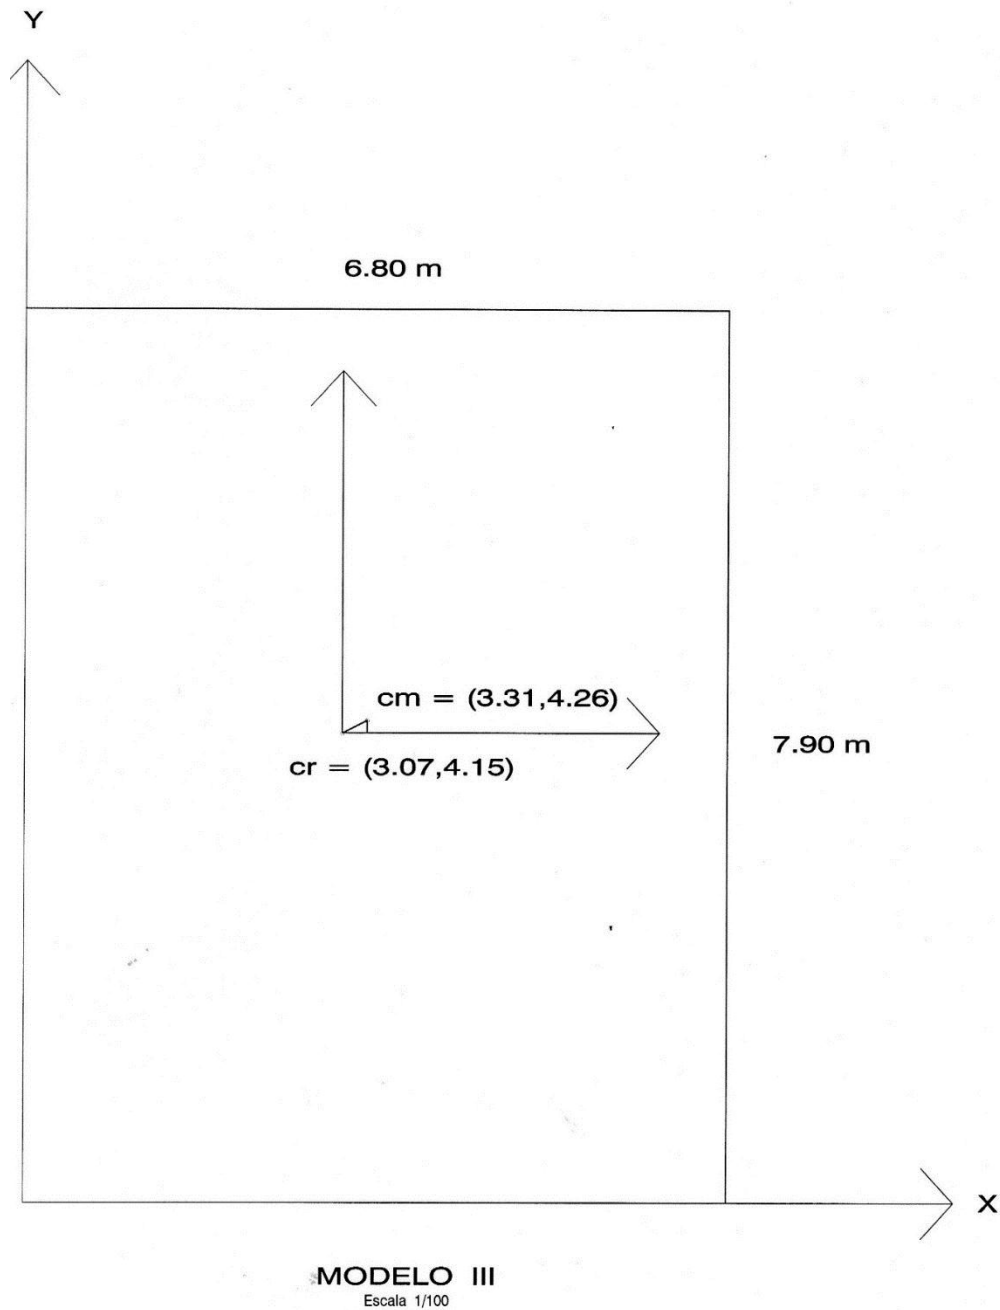 Y
6.80 m
cm = (3.31,4.26)
7.90 m
cr = (3.07,4.15)
X
MODELO III
Escala 1/100